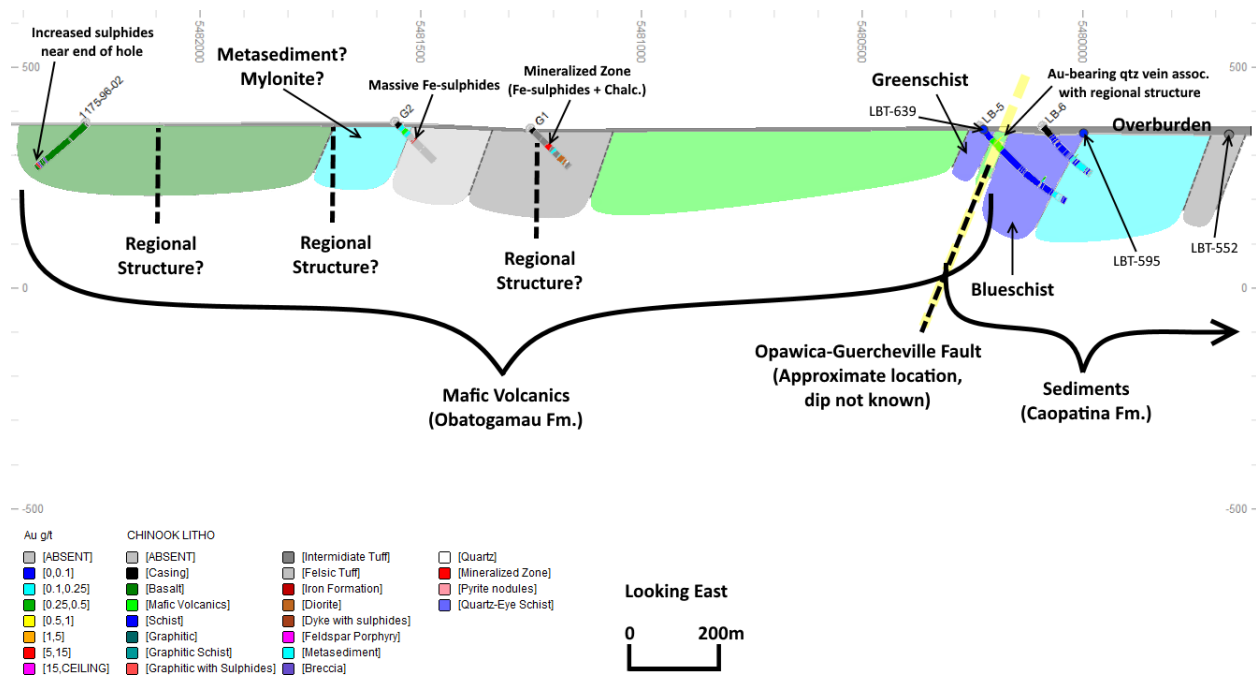 5482000
5481500
5481000
5480500
5480000
500
500
Increased sulphides
near end of hole
1175-96-02
Metasediment?
Mylonite?
G2
Massive Fe-sulphides
Mineralized Zone
(Fe-sulphides + Chalc.)
G1
Greenschist
LBT-639
LB-5
Au-bearing qtz vein assoc.
with regional structure
LB-6
Overburden
Regional
Structure?
Regional
Structure?
Regional
Structure?
LBT-595
LBT-552
Blueschist
0
0
Opawica-Guercheville Fault
(Approximate location,
dip not known)
Mafic Volcanics
(Obatogamau Fm.)
Sediments
(Caopatina Fm.)
-500
-500
Au g/t
[ABSENT]
[0,0.1]
[0.1,0.25]
[0.25,0.5]
[0.5,1]
[1,5]
[5,15]
[15,CEILING]
CHINOOK LITHO
[ABSENT]
[Casing]
[Basalt]
[Mafic Volcanics]
[Schist]
[Graphitic]
[Graphitic Schist]
[Graphitic with Sulphides]
[Intermidiate Tuff]
[Felsic Tuff]
[Iron Formation]
[Diorite]
[Dyke with sulphides]
[Feldspar Porphyry]
[Metasediment]
[Breccia]
[Quartz]
[Mineralized Zone]
[Pyrite nodules]
[Quartz-Eye Schist]
Looking East
0 200m